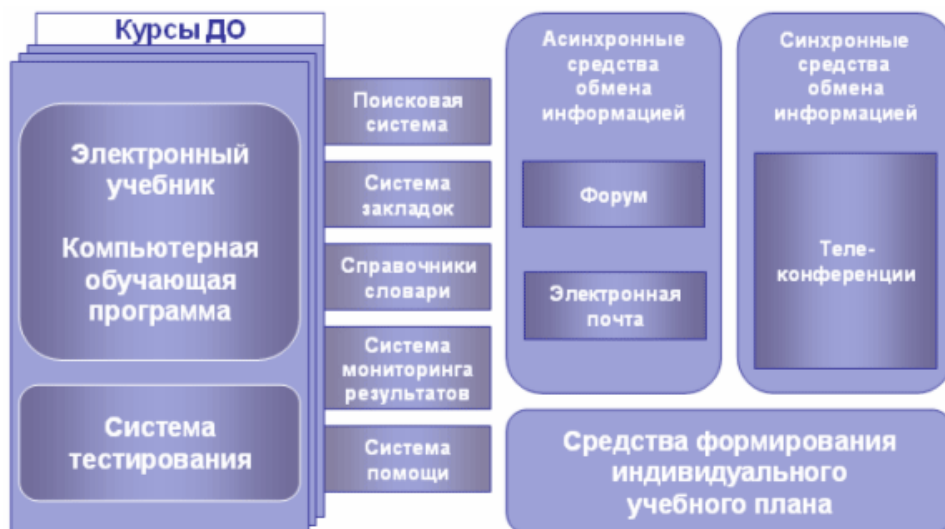 Курсы ДО
Электронный
учебник
Компьютерная
обучающая
программа
Система
тестирования
Поисковая
система
Система
закладок
Справочники
словари
Система
мониторинга
результатов
Система
помощи
Асинхронные
средства
обмена
информацией
Форум
Электронная
почта
Синхронные
средства
обмена
информацией
Теле-
конференции
Средства формирования
индивидуального
учебного плана